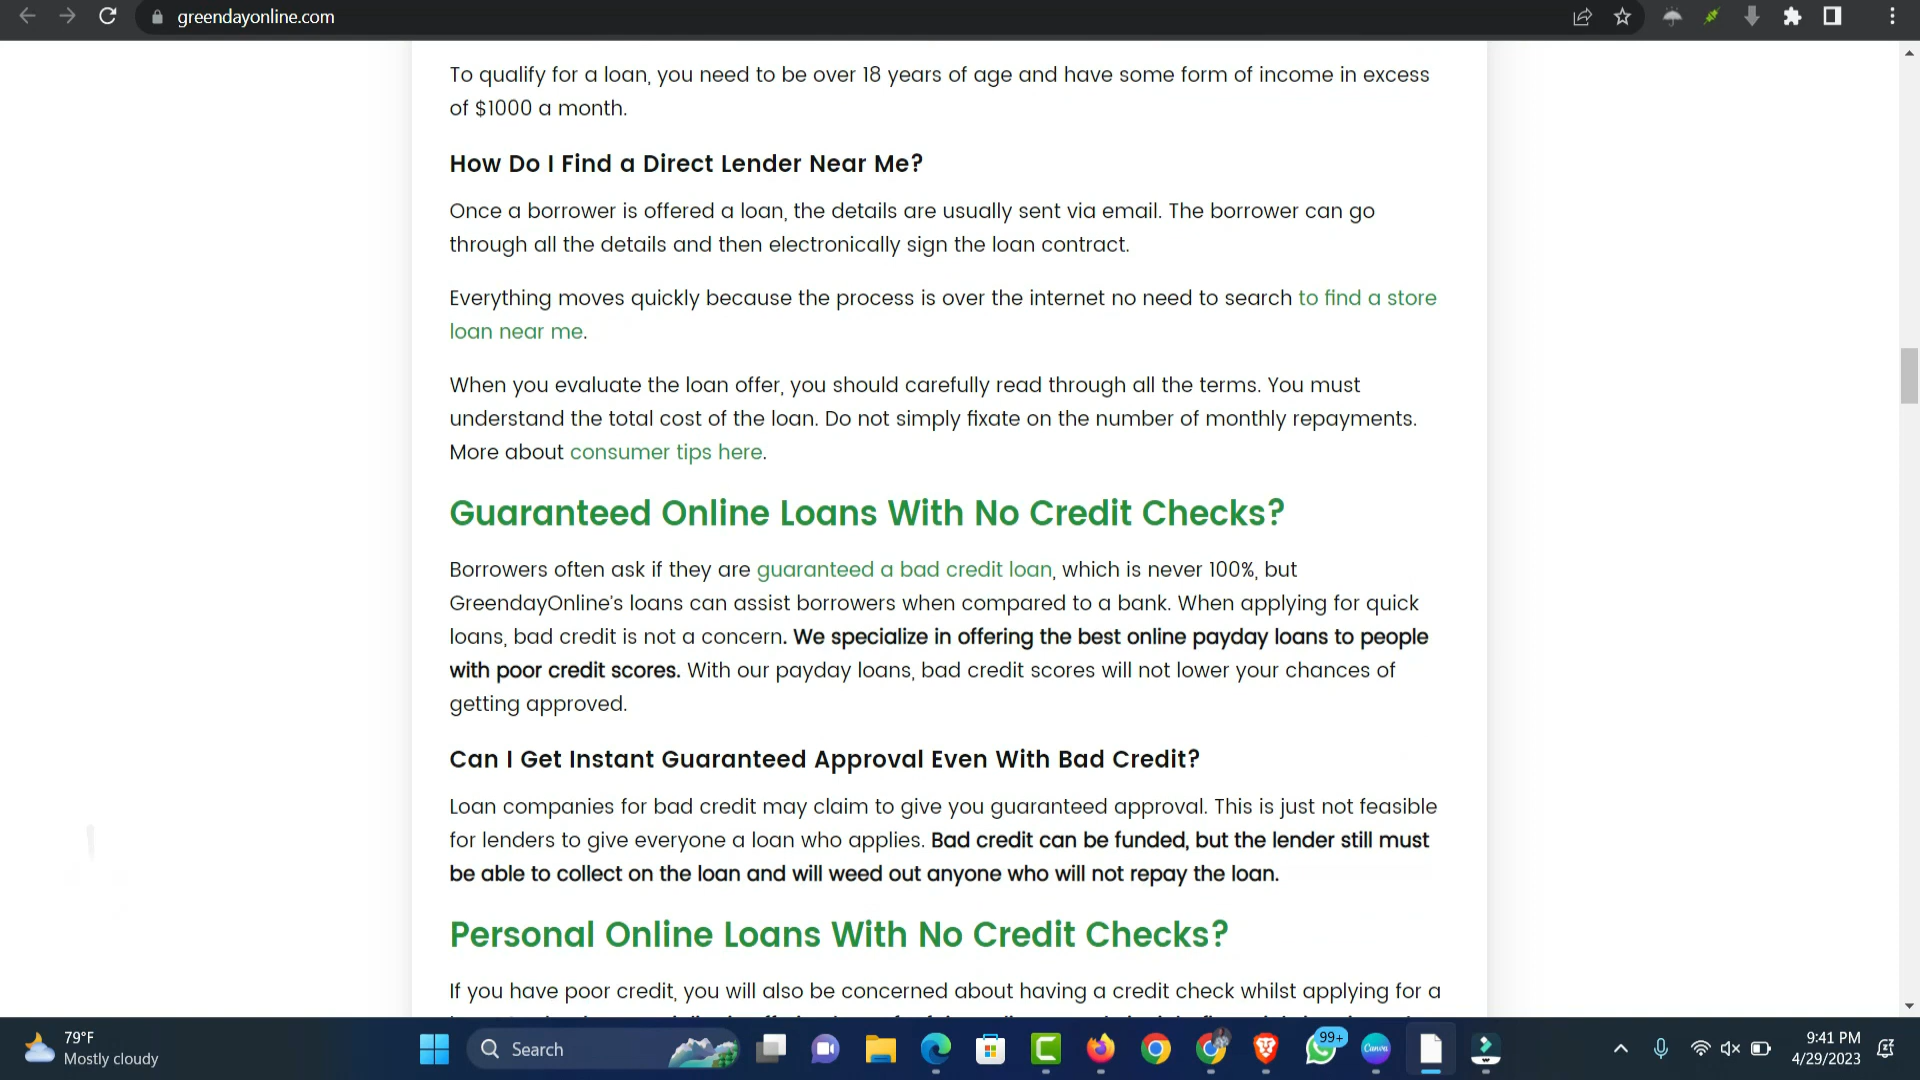 greendayonline.com
To qualify for a loan, you need to be over 18 years of age and have some form of income in excess
of $1000 a month.
How Do I Find a Direct Lender Near Me?
Once a borrower is offered a loan, the details are usually sent via email. The borrower can go
through all the details and then electronically sign the loan contract.
Everything moves quickly because the process is over the internet no need to search to find a store
loan near me.
When you evaluate the loan offer, you should carefully read through all the terms. You must
understand the total cost of the loan. Do not simply fixate on the number of monthly repayments.
More about consumer tips here.
Guaranteed Online Loans With No Credit Checks?
Borrowers often ask if they are guaranteed a bad credit loan, which is never 100%, but
GreendayOnline's loans can assist borrowers when compared to a bank. When applying for quick
loans, bad credit is not a concern. We specialize in offering the best online payday loans to people
with poor credit scores. With our payday loans, bad credit scores will not lower your chances of
getting approved.
Can I Get Instant Guaranteed Approval Even With Bad Credit?
Loan companies for bad credit may claim to give you guaranteed approval. This is just not feasible
for lenders to give everyone a loan who applies. Bad credit can be funded, but the lender still must
be able to collect on the loan and will weed out anyone who will not repay the loan.
Personal Online Loans With No Credit Checks?
If you have poor credit, you will also be concerned about having a credit check whilst applying for a
79°F
Mostly cloudy
Search
99+
Canva
9:41 PM
4/29/2023